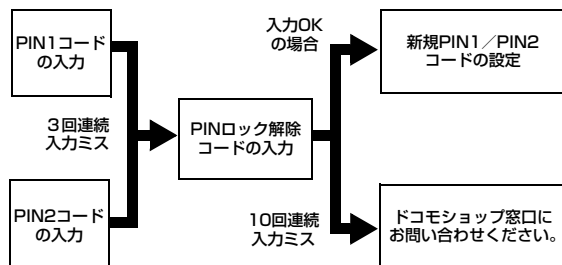 PIN1コード
の入力
3回連続
入力ミス
PIN2コード
の入力
PINロック解除
コードの入力
入力OK
の場合
新規PIN1／PIN2
コードの設定
10回連続
入力ミス
ドコモショップ窓口に
お問い合わせください。